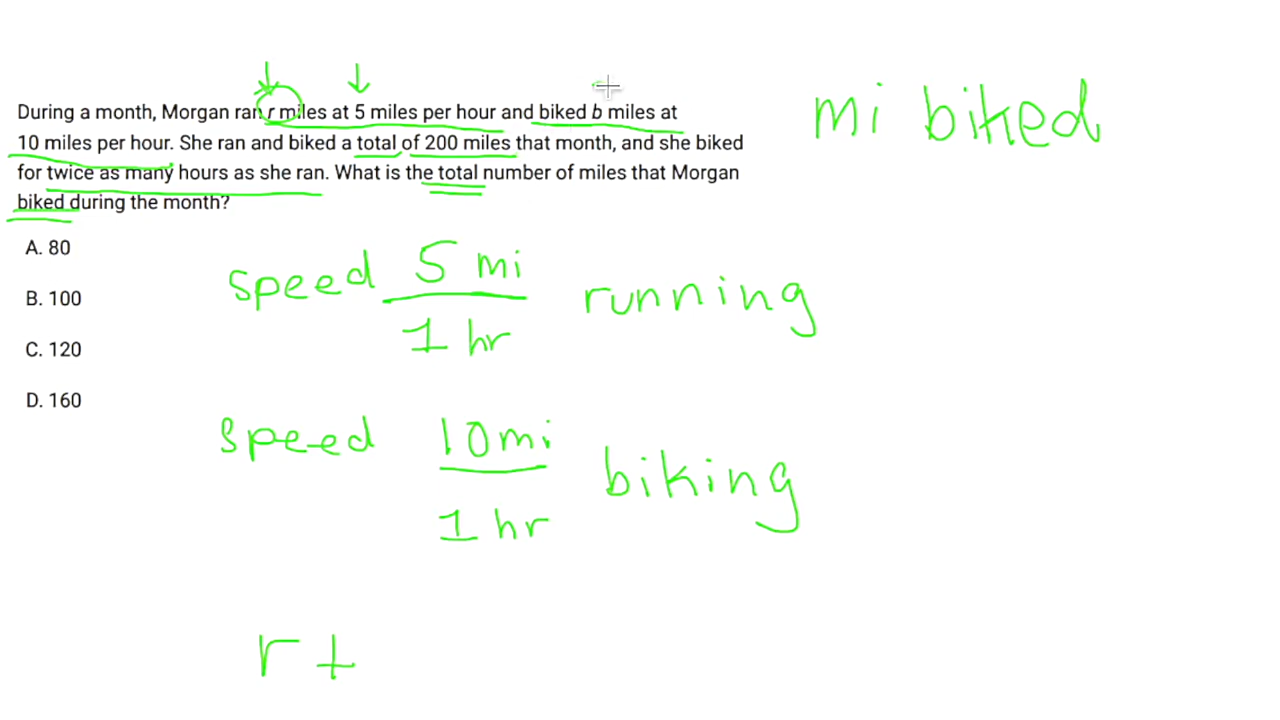 During a month, Morgan ran r miles at 5 miles per hour and biked b miles at
10 miles per hour. She ran and biked a total of 200 miles that month, and she biked
for twice as many hours as she ran. What is the total number of miles that Morgan
biked during the month?
mi biked
A. 80
B. 100
C. 120
D. 160
speed 5 mi running
1 hr
speed 10 mi biking
1 hr
r +